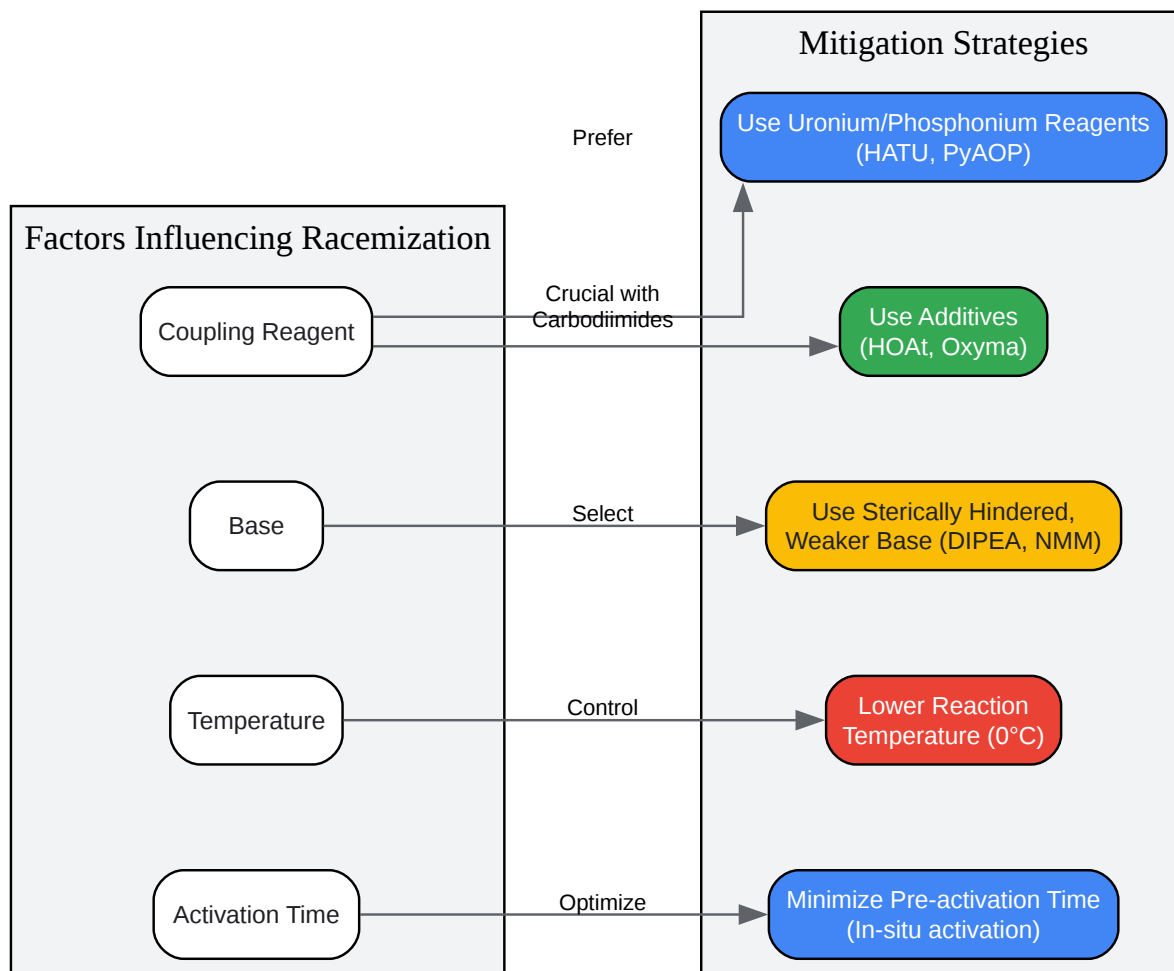 Mitigation Strategies
Prefer
Use Uronium/Phosphonium Reagents
(HATU, PyAOP)
Factors Influencing Racemization
Coupling Reagent
Crucial with
Carbodiimides
Use Additives
(HOAt, Oxyma)
Base
Select
Use Sterically Hindered,
Weaker Base (DIPEA, NMM)
Temperature
Control
Lower Reaction
Temperature (0°C)
Activation Time
Optimize
Minimize Pre-activation Time
(In-situ activation)